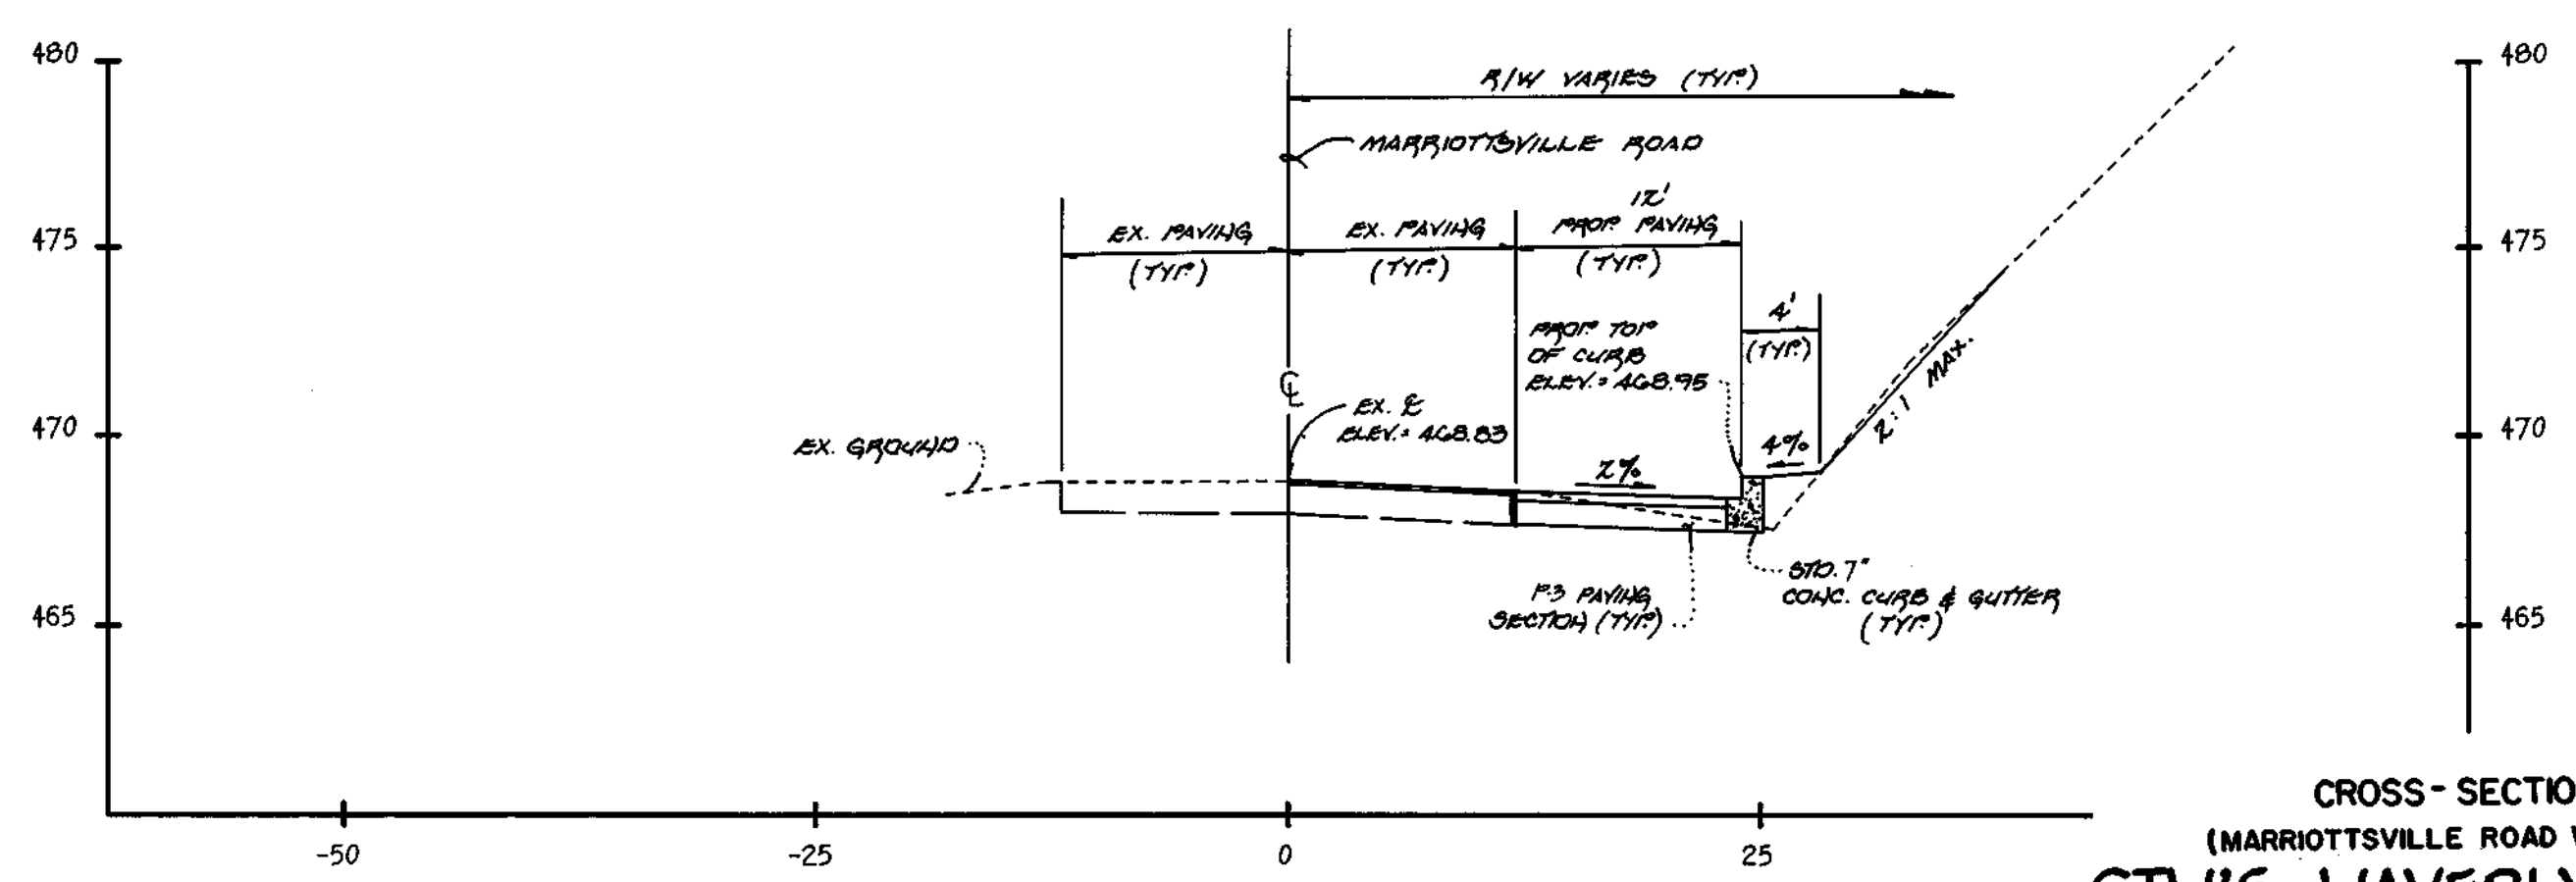 480
480
R/W VARIES (TYP.)
MARRIOTTSVILLE ROAD
12'
EX. PAVING
(TYP.)
EX. PAVING
(TYP.)
PROP. PAVING
(TYP.)
475
475
4'
(TYP.)
PROP. TOP
OF CURB
ELEV.= 468.95
2:1 MAX.
℄
EX. ℄
ELEV.= 468.83
470
470
EX. GROUND
4%
2%
P-3 PAVING
SECTION (TYP.)
STD. 7"
CONC. CURB & GUTTER
(TYP.)
465
465
CROSS-SECTIO
(MARRIOTTSVILLE ROAD
-50
-25
0
25